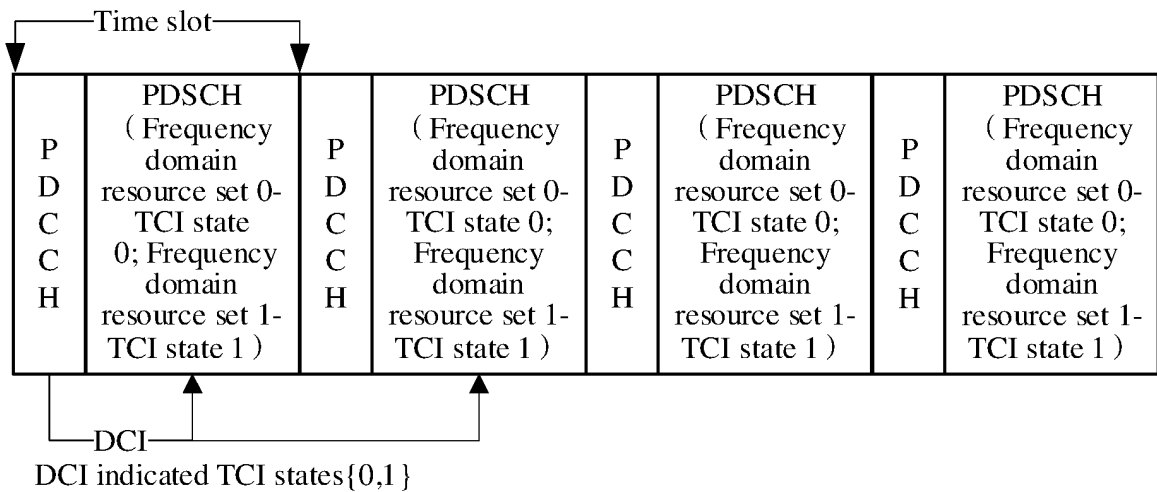 Time slot
P
D
C
C
H
PDSCH
（Frequency
domain
resource set 0-
TCI state
0; Frequency
domain
resource set 1-
TCI state 1）
P
D
C
C
H
PDSCH
（Frequency
domain
resource set 0-
TCI state 0;
Frequency
domain
resource set 1-
TCI state 1）
P
D
C
C
H
PDSCH
（Frequency
domain
resource set 0-
TCI state 0;
Frequency
domain
resource set 1-
TCI state 1）
P
D
C
C
H
PDSCH
（Frequency
domain
resource set 0-
TCI state 0;
Frequency
domain
resource set 1-
TCI state 1）
DCI
DCI indicated TCI states{0,1}